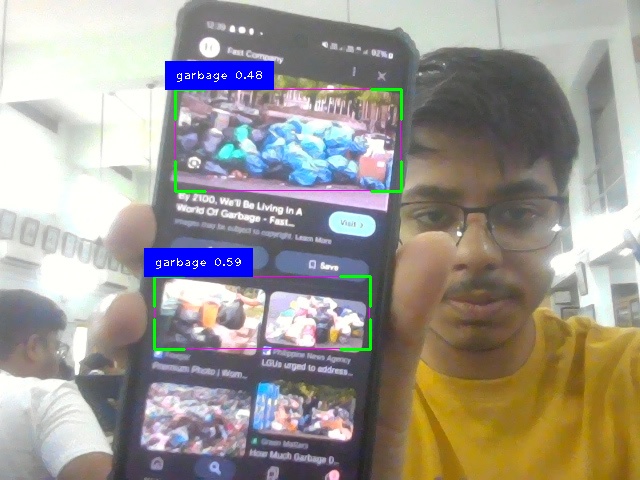 12:39
92%
Fast Company
garbage 0.48
By 2100, We'll Be Living In A
World Of Garbage - Fast...
Visit >
Images may be subject to copyright. Learn More
garbage 0.59
Save
Philippine News Agency
Premium Photo | Wom...
LGUs urged to address...
Green Matters
How Much Garbage D...